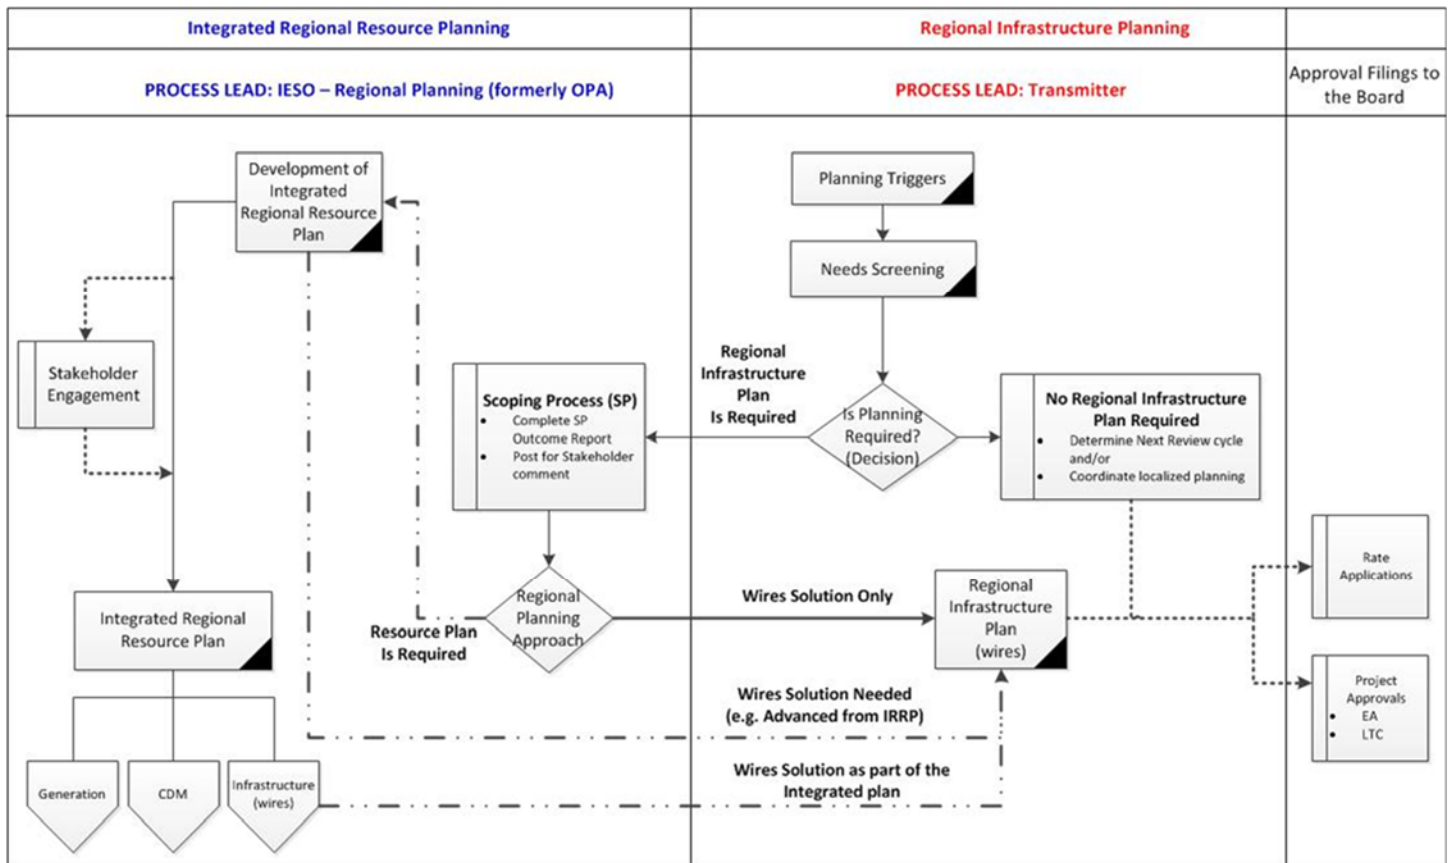 Integrated Regional Resource Planning
Regional Infrastructure Planning
PROCESS LEAD: IESO – Regional Planning (formerly OPA)
PROCESS LEAD: Transmitter
Approval Filings to
the Board
Development of
Integrated
Regional Resource
Plan
Planning Triggers
Needs Screening
Stakeholder
Engagement
Regional
Infrastructure
Plan
Is Required
Scoping Process (SP)
• Complete SP
Outcome Report
• Post for Stakeholder
comment
Is Planning
Required?
(Decision)
No Regional Infrastructure
Plan Required
• Determine Next Review cycle
and/or
• Coordinate localized planning
Rate
Applications
Integrated Regional
Resource Plan
Resource Plan
Is Required
Regional
Planning
Approach
Wires Solution Only
Regional
Infrastructure
Plan
(wires)
Wires Solution Needed
(e.g. Advanced from IRRP)
Project
Approvals
• EA
• LTC
Generation
CDM
Infrastructure
(wires)
Wires Solution as part of the
Integrated plan